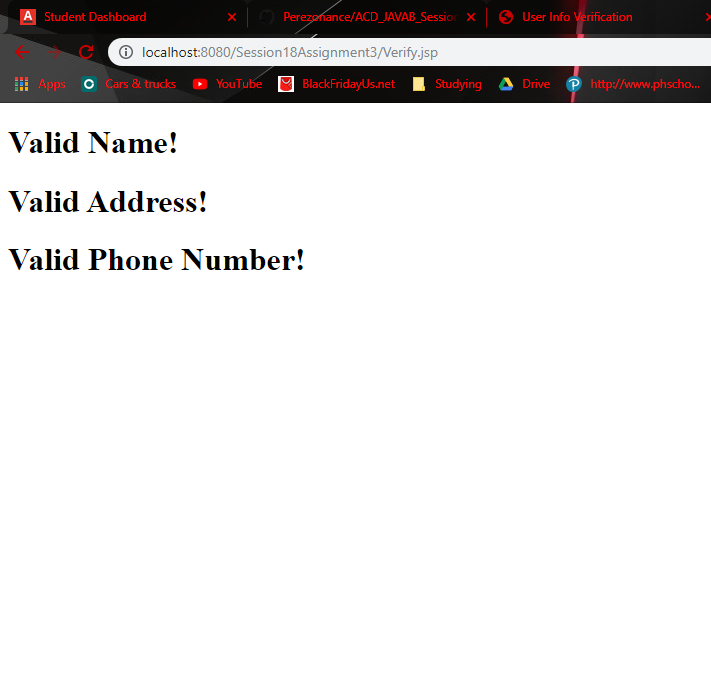 A Student Dashboard
Perezonance/ACD_JAVAB_Sessio
User Info Verification
localhost:8080/Session18Assignment3/Verify.jsp
Apps Cars & trucks YouTube BlackFridayUs.net Studying Drive http://www.phscho...
Valid Name!
Valid Address!
Valid Phone Number!